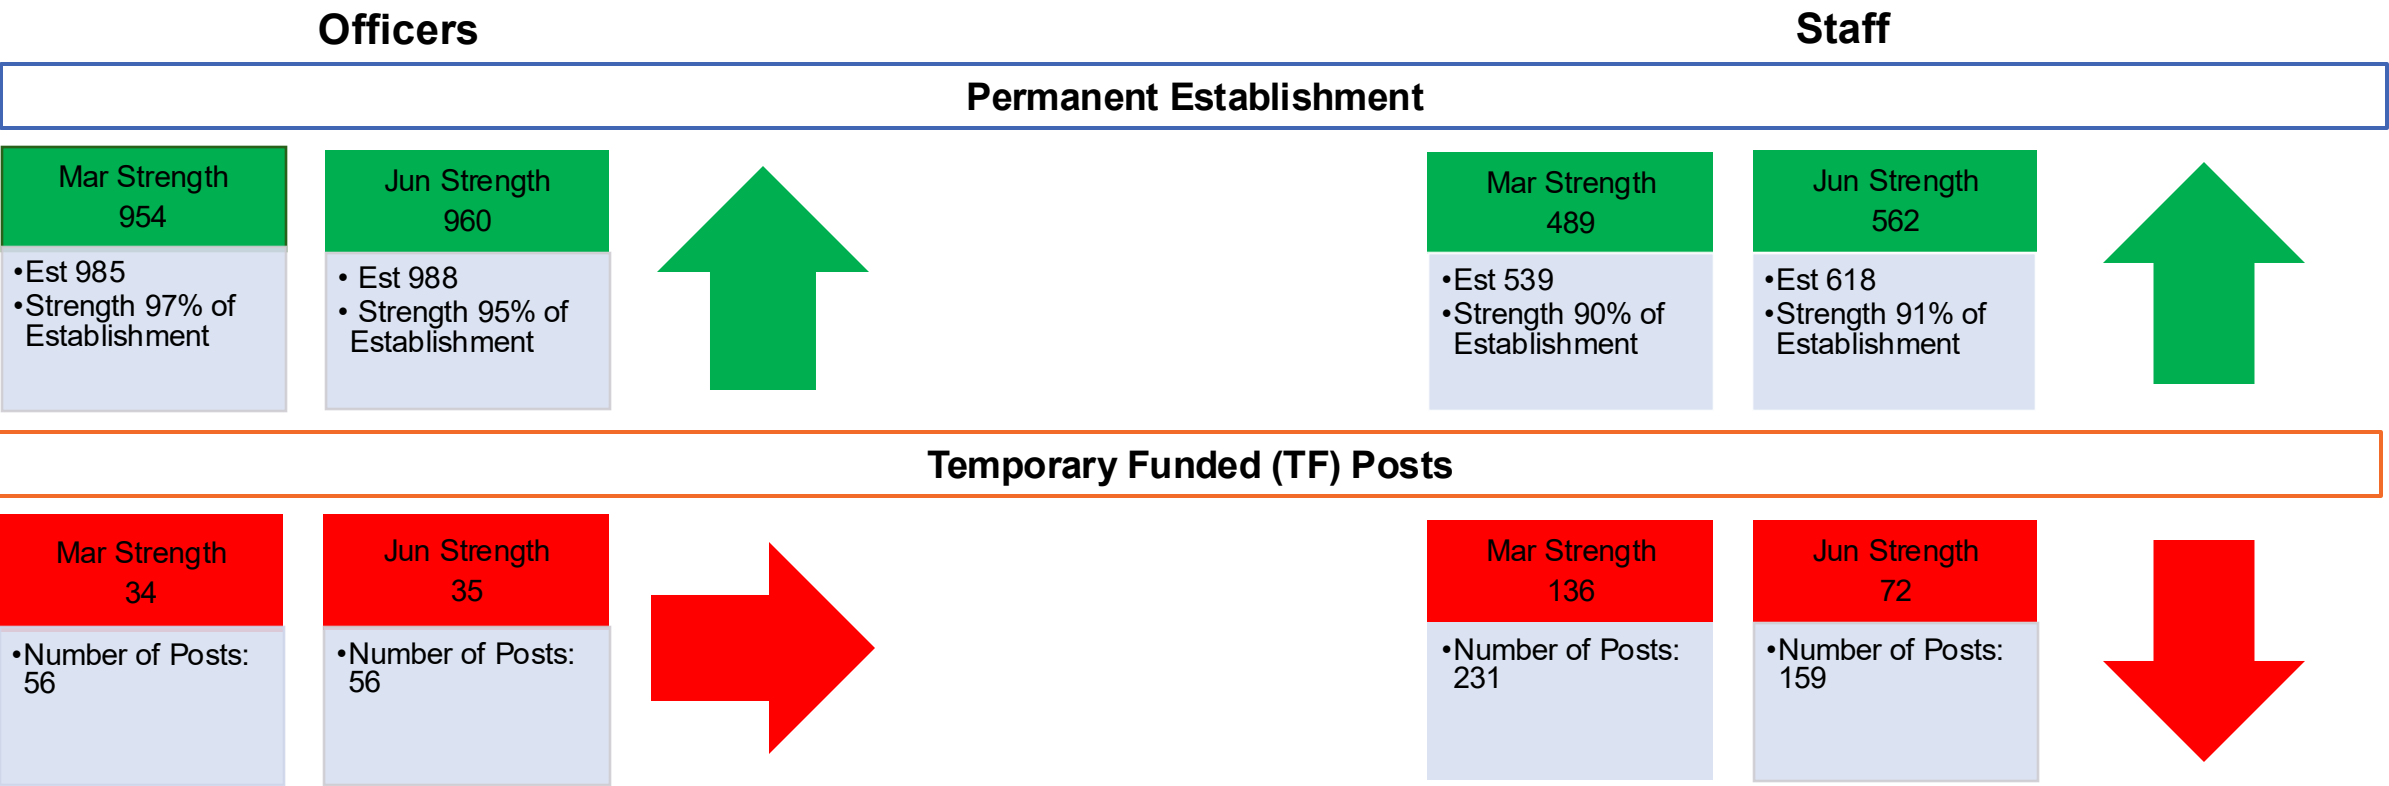 Officers
Staff
Permanent Establishment
Mar Strength
954
•Est 985
•Strength 97% of
Establishment
Jun Strength
960
• Est 988
• Strength 95% of
Establishment
Mar Strength
489
•Est 539
•Strength 90% of
Establishment
Jun Strength
562
•Est 618
•Strength 91% of
Establishment
Temporary Funded (TF) Posts
Mar Strength
34
•Number of Posts:
56
Jun Strength
35
•Number of Posts:
56
Mar Strength
136
•Number of Posts:
231
Jun Strength
72
•Number of Posts:
159